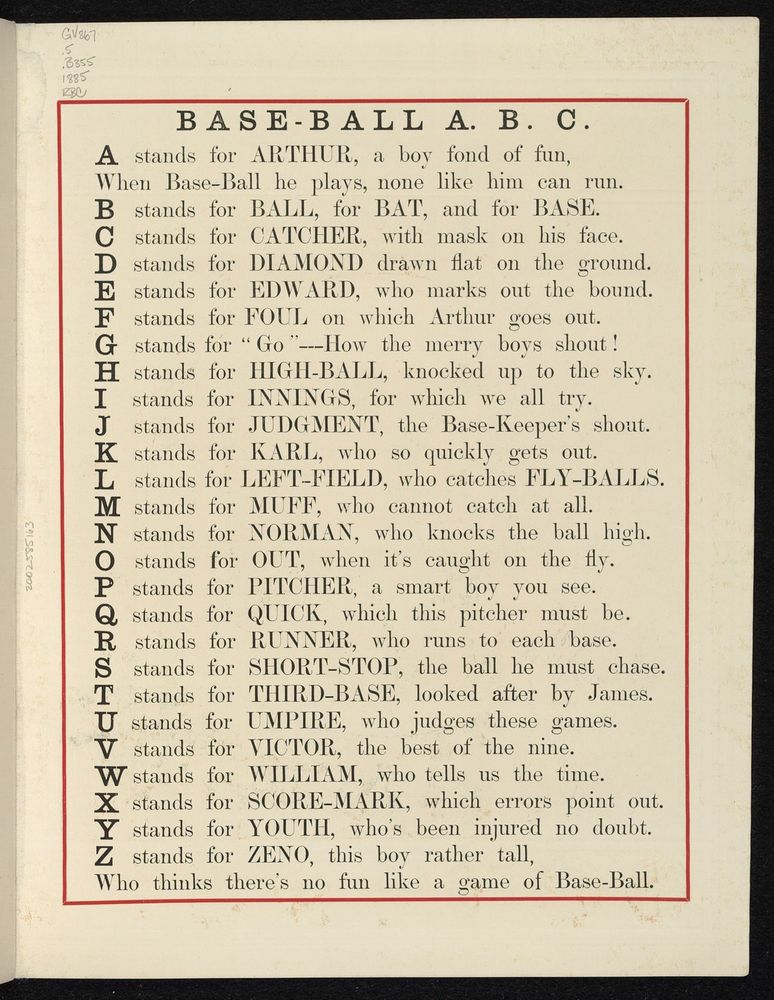 GV867
.5
.B355
1885
RBC
BASE-BALL A. B. C.
A stands for ARTHUR, a boy fond of fun,
When Base-Ball he plays, none like him can run.
B stands for BALL, for BAT, and for BASE.
C stands for CATCHER, with mask on his face.
D stands for DIAMOND drawn flat on the ground.
E stands for EDWARD, who marks out the bound.
F stands for FOUL on which Arthur goes out.
G stands for “ Go ”---How the merry boys shout !
H stands for HIGH-BALL, knocked up to the sky.
I stands for INNINGS, for which we all try.
J stands for JUDGMENT, the Base-Keeper's shout.
K stands for KARL, who so quickly gets out.
L stands for LEFT-FIELD, who catches FLY-BALLS.
M stands for MUFF, who cannot catch at all.
N stands for NORMAN, who knocks the ball high.
O stands for OUT, when it's caught on the fly.
P stands for PITCHER, a smart boy you see.
Q stands for QUICK, which this pitcher must be.
R stands for RUNNER, who runs to each base.
S stands for SHORT-STOP, the ball he must chase.
T stands for THIRD-BASE, looked after by James.
U stands for UMPIRE, who judges these games.
V stands for VICTOR, the best of the nine.
W stands for WILLIAM, who tells us the time.
X stands for SCORE-MARK, which errors point out.
Y stands for YOUTH, who's been injured no doubt.
Z stands for ZENO, this boy rather tall,
Who thinks there's no fun like a game of Base-Ball.
2002585163